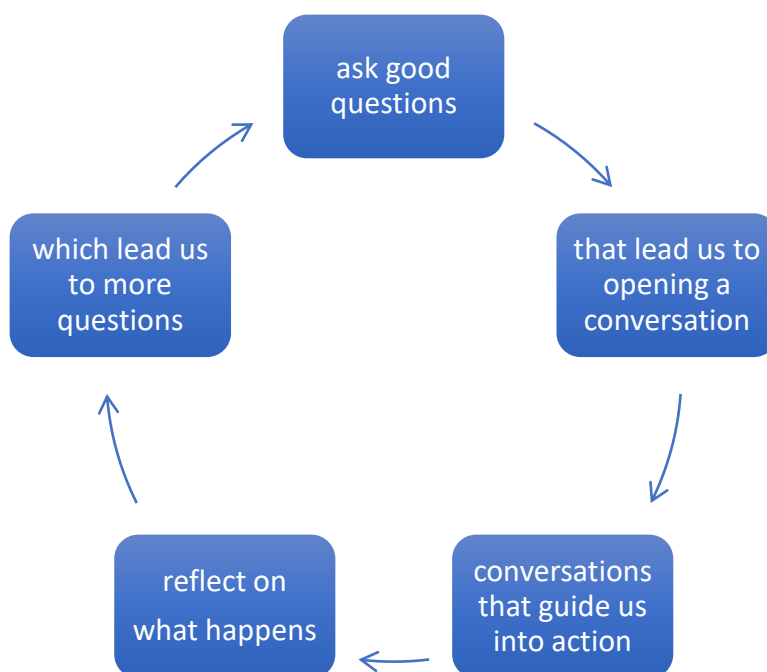 ask good
questions
that lead us to
opening a
conversation
conversations
that guide us
into action
reflect on
what happens
which lead us
to more
questions